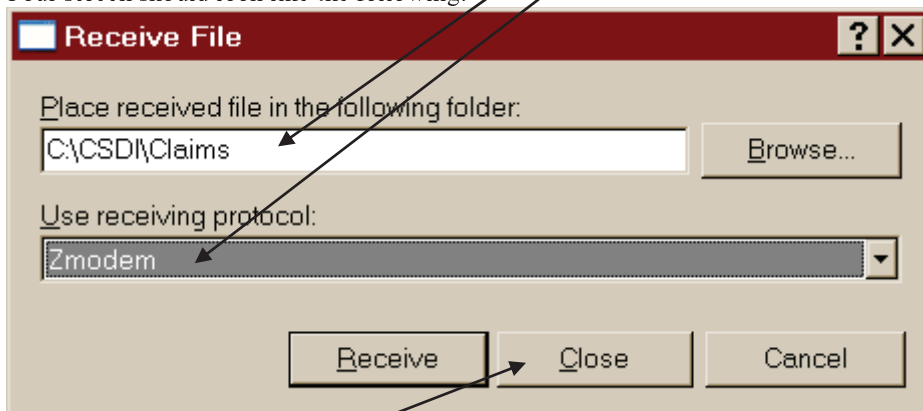 Receive File
Place received file in the following folder:
C:\CSDI\Claims
Browse...
Use receiving protocol:
Zmodem
Receive Close Cancel